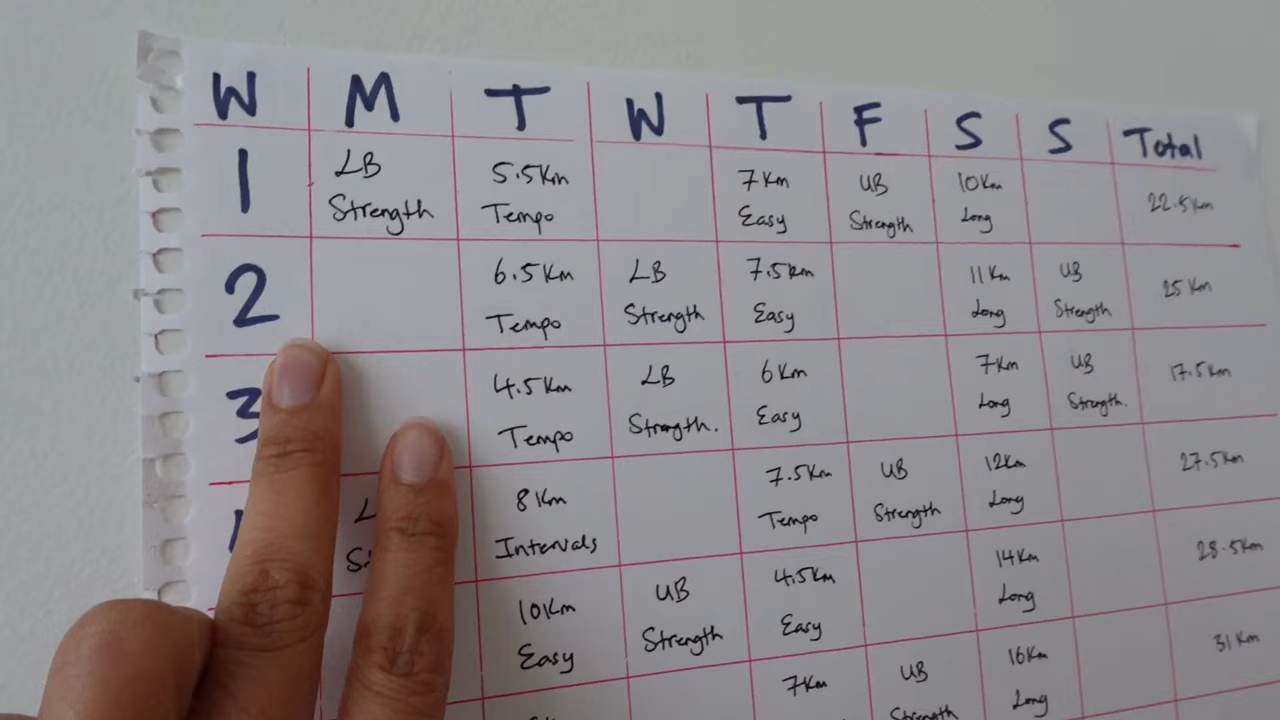 W M T W T F S S Total
1 LB Strength 5.5Km Tempo 7Km Easy UB Strength 10Km Long 22.5Km
2 6.5Km Tempo LB Strength 7.5Km Easy 11Km Long UB Strength 25Km
3 4.5Km Tempo LB Strength. 6Km Easy 7Km Long UB Strength. 17.5Km
8Km Intervals 7.5Km Tempo UB Strength 12Km Long 27.5Km
10Km Easy UB Strength 4.5Km Easy 14Km Long 28.5Km
7Km UB Strength 16Km Long 31Km